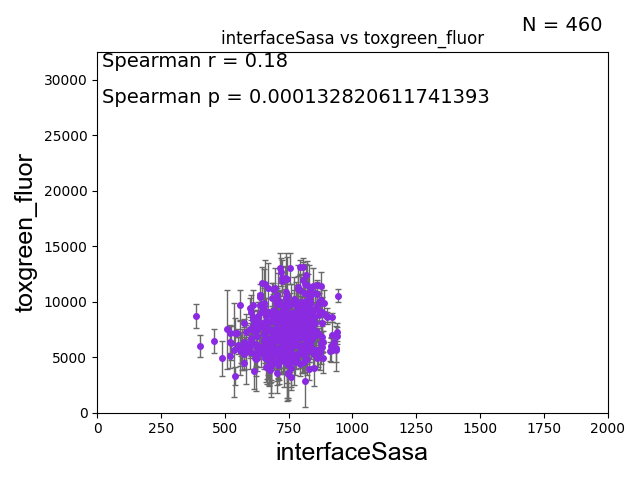 N = 460
interfaceSasa vs toxgreen_fluor
Spearman r = 0.18
Spearman p = 0.000132820611741393
30000
25000
20000
15000
10000
5000
0
toxgreen_fluor
0 250 500 750 1000 1250 1500 1750 2000
interfaceSasa